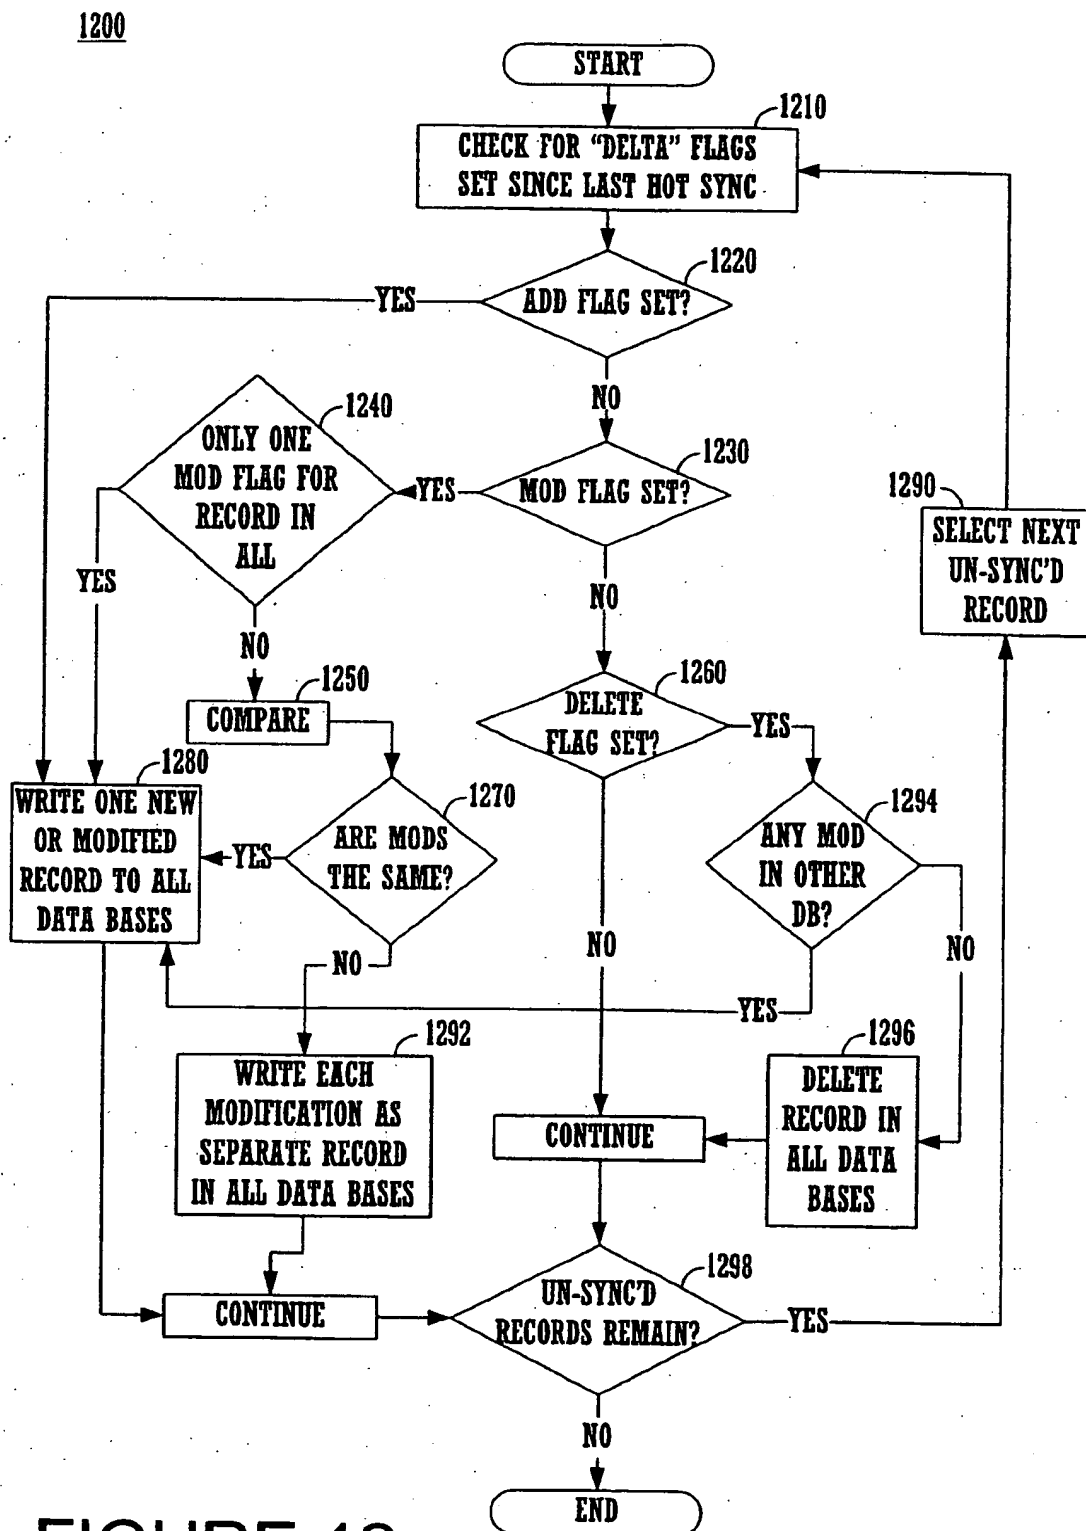 1200
START
1210
CHECK FOR “DELTA” FLAGS
SET SINCE LAST HOT SYNC
1220
ADD FLAG SET?
YES
NO
1240
ONLY ONE
MOD FLAG FOR
RECORD IN
ALL
1230
MOD FLAG SET?
YES
1290
SELECT NEXT
UN-SYNC'D
RECORD
YES
NO
NO
1250
COMPARE
1260
DELETE
FLAG SET?
YES
1280
WRITE ONE NEW
OR MODIFIED
RECORD TO ALL
DATA BASES
1270
ARE MODS
THE SAME?
YES
1294
ANY MOD
IN OTHER
DB?
NO
NO
NO
YES
1292
WRITE EACH
MODIFICATION AS
SEPARATE RECORD
IN ALL DATA BASES
1296
DELETE
RECORD IN
ALL DATA
BASES
CONTINUE
CONTINUE
1298
UN-SYNC'D
RECORDS REMAIN?
YES
NO
END
FIGURE